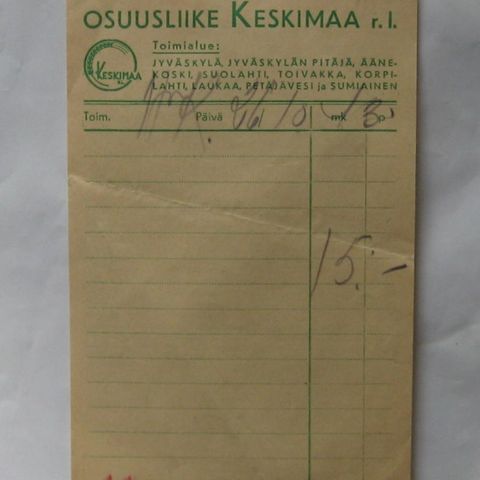 OSUUSLIIKE KESKIMAA r.l.
Toimialue:
JYVÄSKYLÄ, JYVÄSKYLÄN PITÄJÄ, ÄÄNE-
KOSKI, SUOLAHTI, TOIVAKKA, KORPI-
LAHTI, LAUKAA, PETÄJÄVESI ja SUMIAINEN
KESKIMAA
Toim. Päivä mk p
15:-